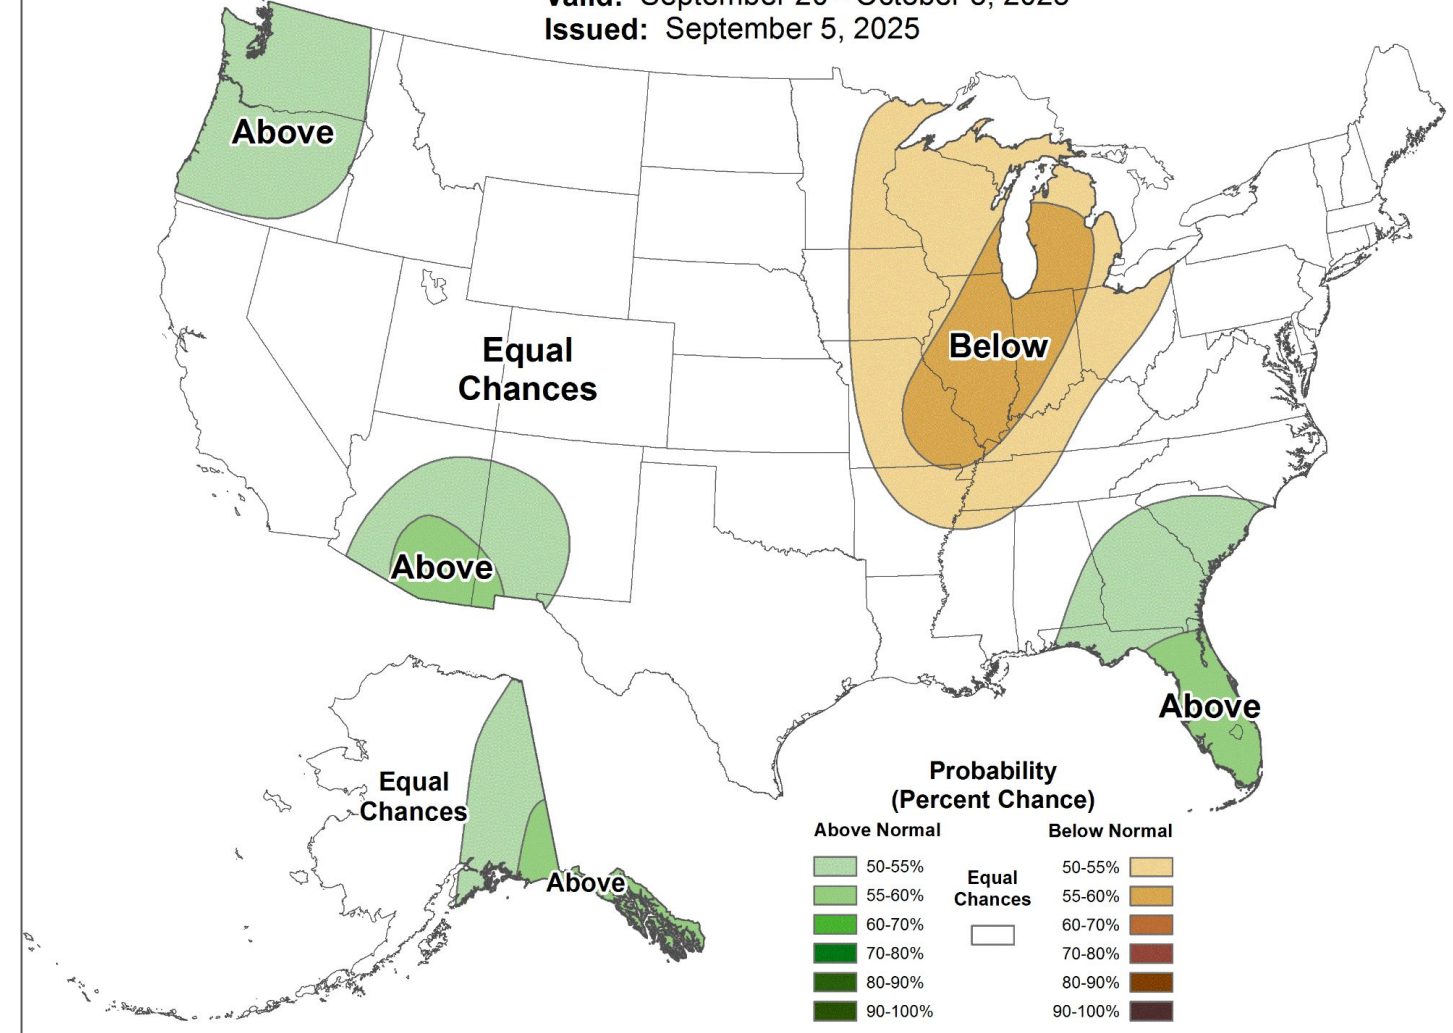 Issued: September 5, 2025
Above
Equal
Chances
Below
Above
Above
Equal
Chances
Above
Probability
(Percent Chance)
Above Normal
Below Normal
50-55%
55-60%
60-70%
70-80%
80-90%
90-100%
Equal
Chances
50-55%
55-60%
60-70%
70-80%
80-90%
90-100%